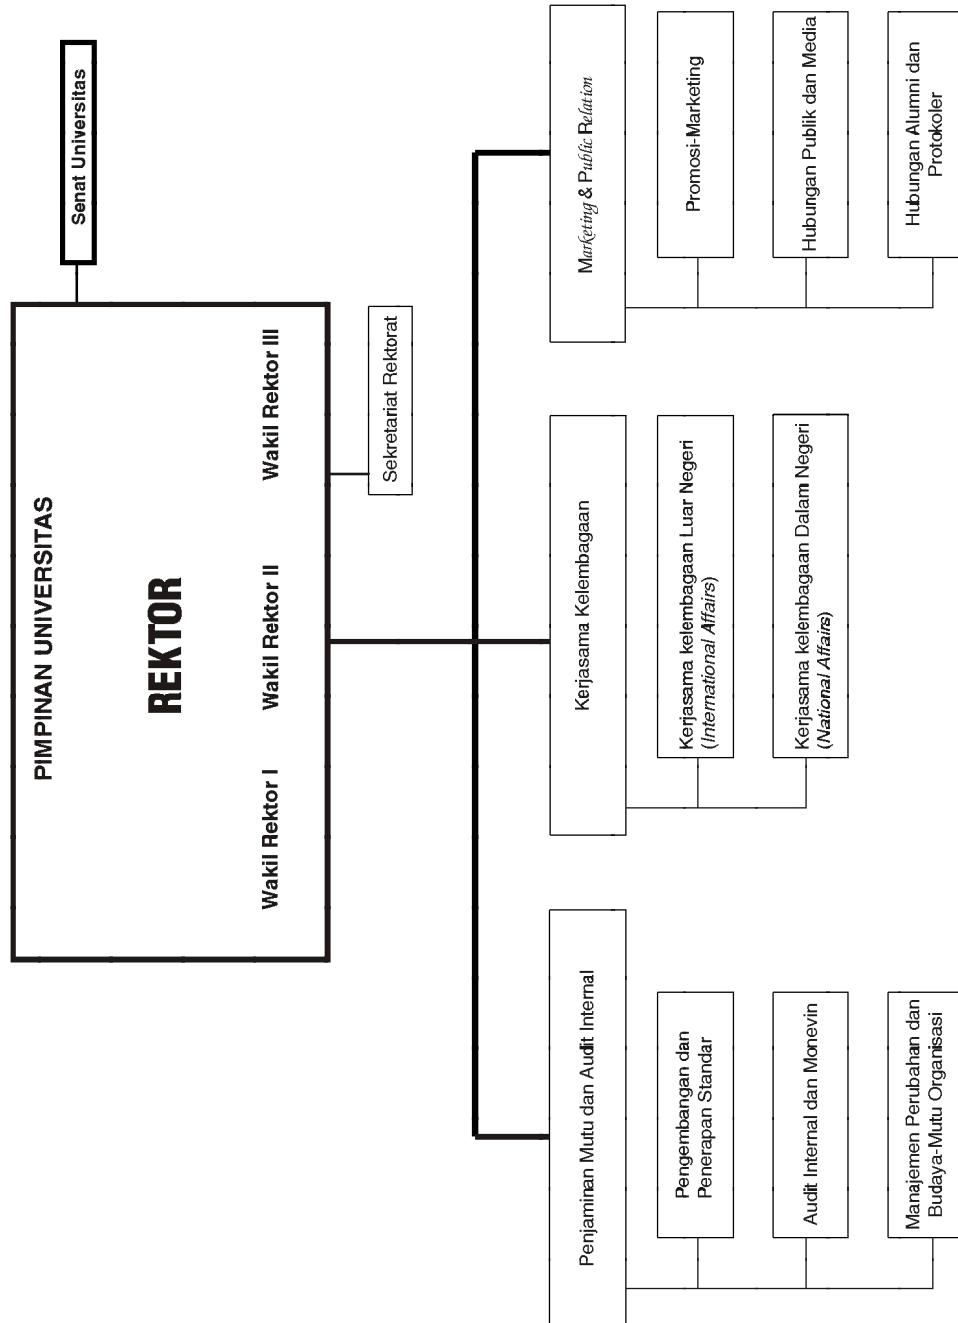 PIMPINAN UNIVERSITAS
REKTOR
Wakil Rektor I
Wakil Rektor II
Wakil Rektor III
Senat Universitas
Sekretariat Rektorat
Penjaminan Mutu dan Audit Internal
Pengembangan dan
Penerapan Standar
Audit Internal dan Monevin
Manajemen Perubahan dan
Budaya-Mutu Organisasi
Kerjasama Kelembagaan
Kerjasama kelembagaan Luar Negeri
(International Affairs)
Kerjasama kelembagaan Dalam Negeri
(National Affairs)
Marketing & Public Relation
Promosi-Marketing
Hubungan Publik dan Media
Hubungan Alumni dan
Protokoler